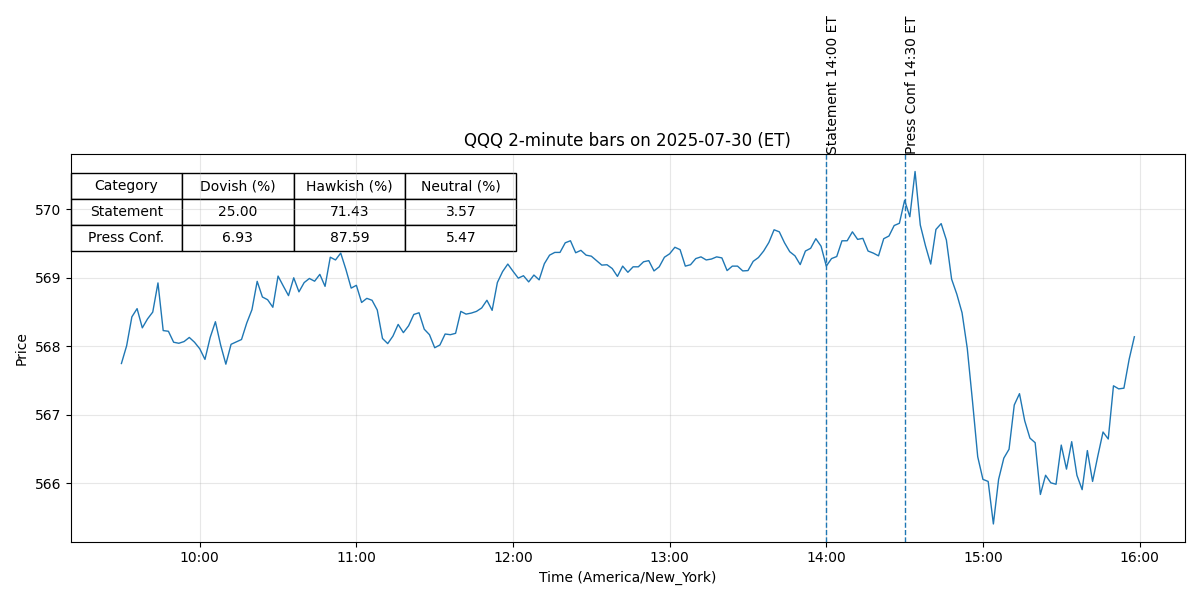 Statement 14:00 ET
Press Conf 14:30 ET
QQQ 2-minute bars on 2025-07-30 (ET)
Category Dovish (%) Hawkish (%) Neutral (%)
Statement 25.00 71.43 3.57
Press Conf. 6.93 87.59 5.47
Price
570
569
568
567
566
10:00 11:00 12:00 13:00 14:00 15:00 16:00
Time (America/New_York)